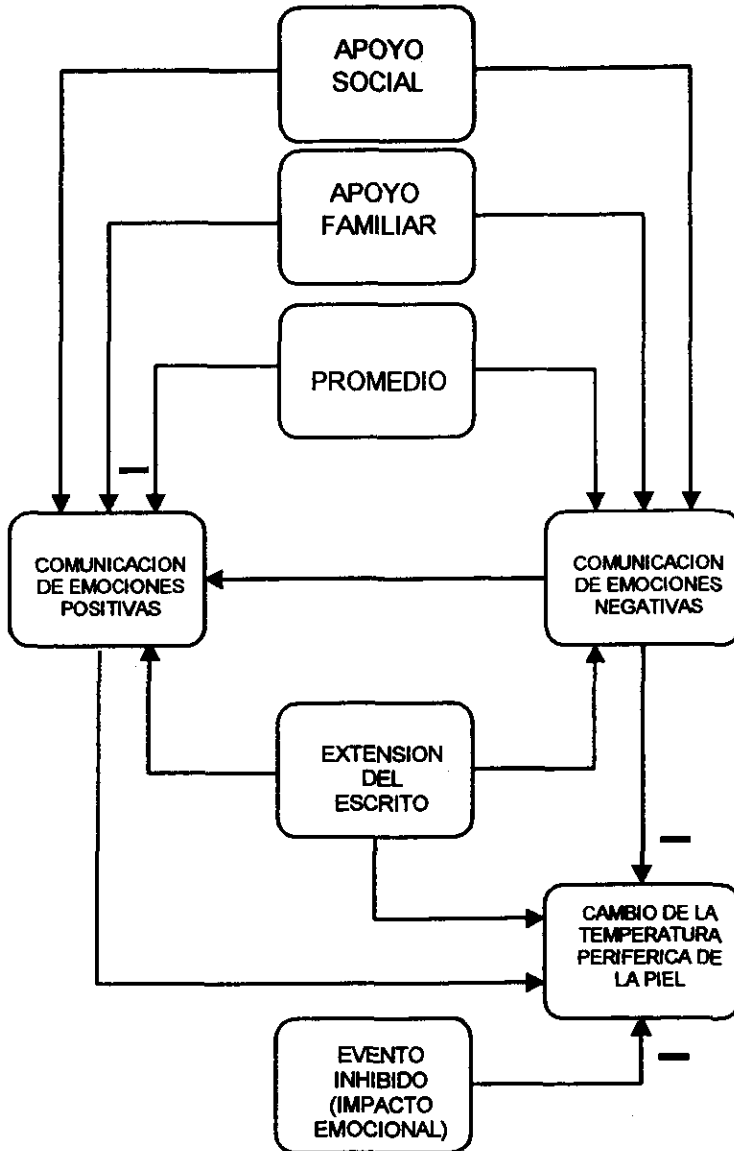 APOYO
SOCIAL
APOYO
FAMILIAR
PROMEDIO
COMUNICACION
DE EMOCIONES
POSITIVAS
COMUNICACION
DE EMOCIONES
NEGATIVAS
EXTENSION
DEL
ESCRITO
CAMBIO DE LA
TEMPERATURA
PERIFERICA DE
LA PIEL
EVENTO
INHIBIDO
(IMPACTO
EMOCIONAL)